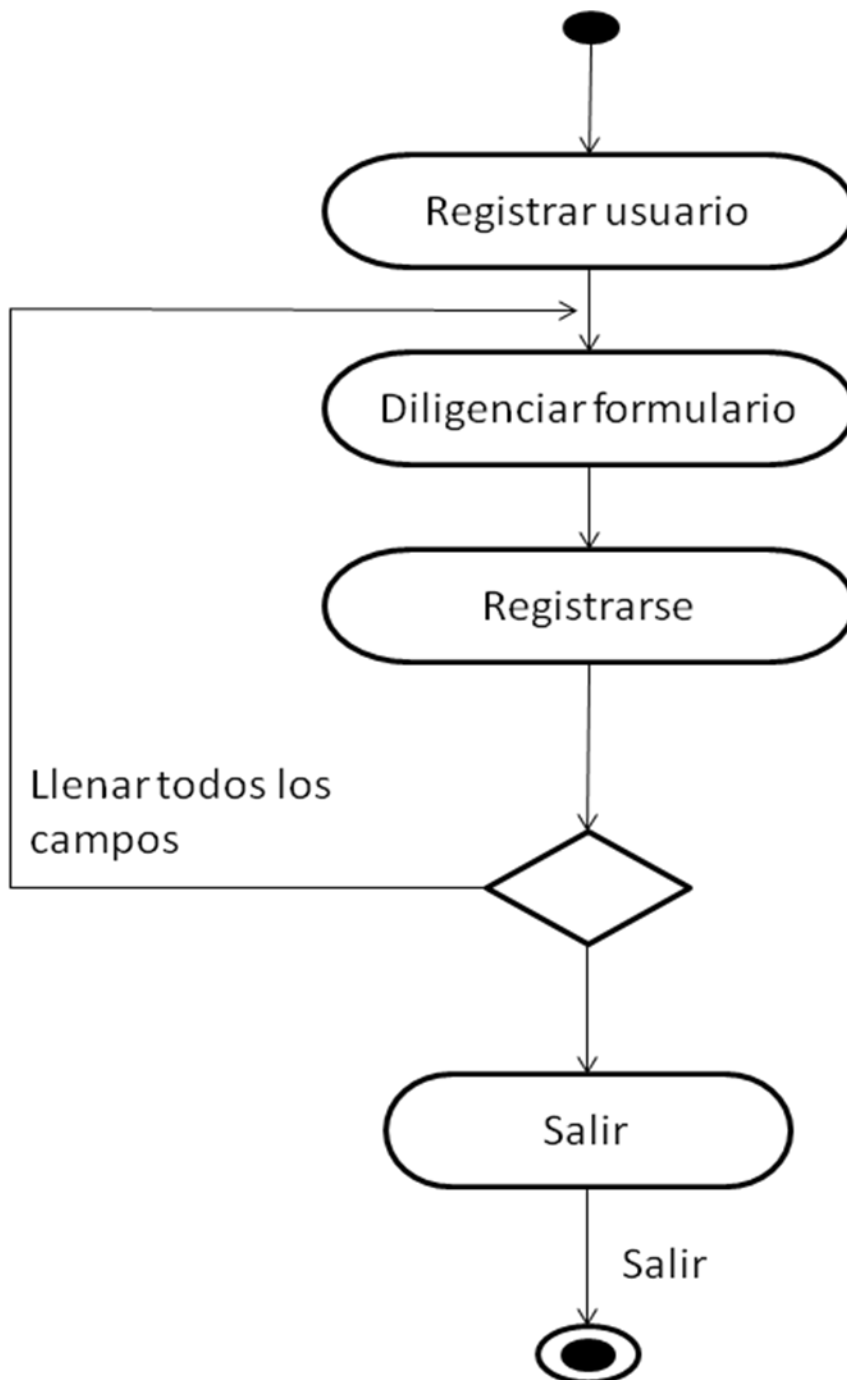 Registrar usuario
Diligenciar formulario
Registrarse
Llenar todos los
campos
Salir
Salir